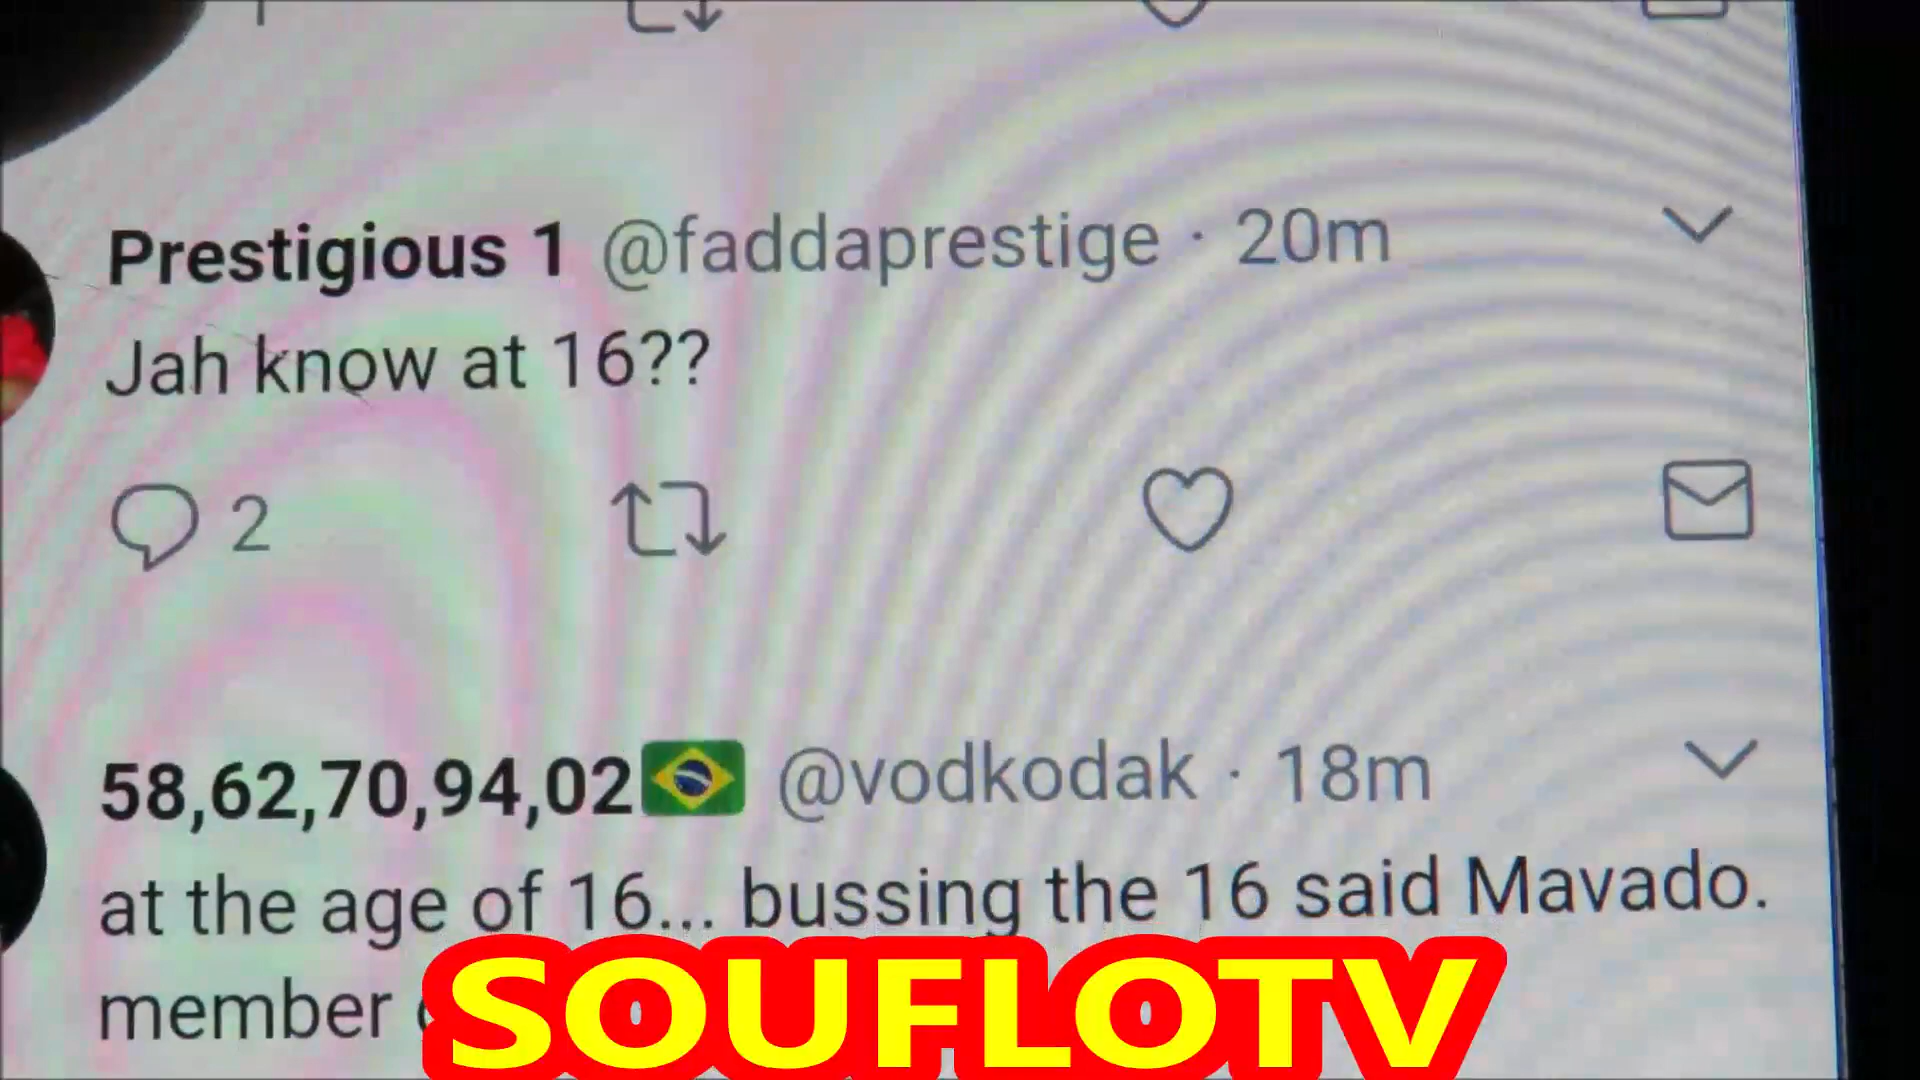 Prestigious 1 @faddaprestige · 20m
Jah know at 16??
2
58,62,70,94,02🇧🇷 @vodkodak · 18m
at the age of 16... bussing the 16 said Mavado.
member
SOUFLOTV